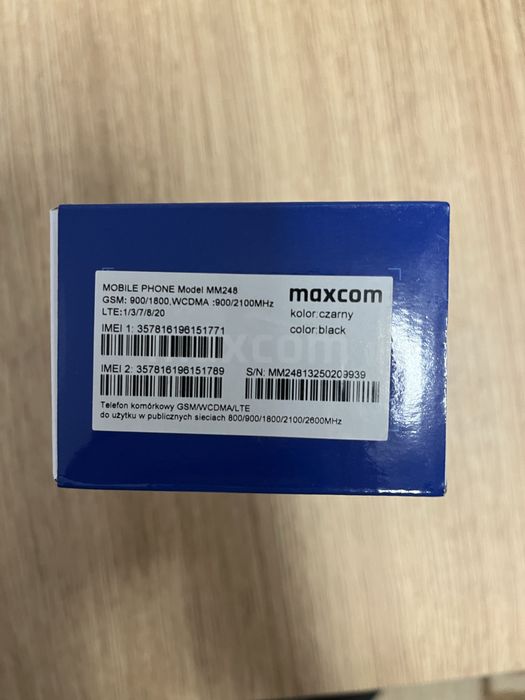 MOBILE PHONE Model MM248
GSM: 900/1800,WCDMA :900/2100MHz
LTE:1/3/7/8/20
maxcom
kolor:czarny
color:black
IMEI 1: 357816196151771
maxcom
IMEI 2: 357816196151789
S/N: MM24813250209939
Telefon komórkowy GSM/WCDMA/LTE
do użytku w publicznych sieciach 800/900/1800/2100/2600MHz